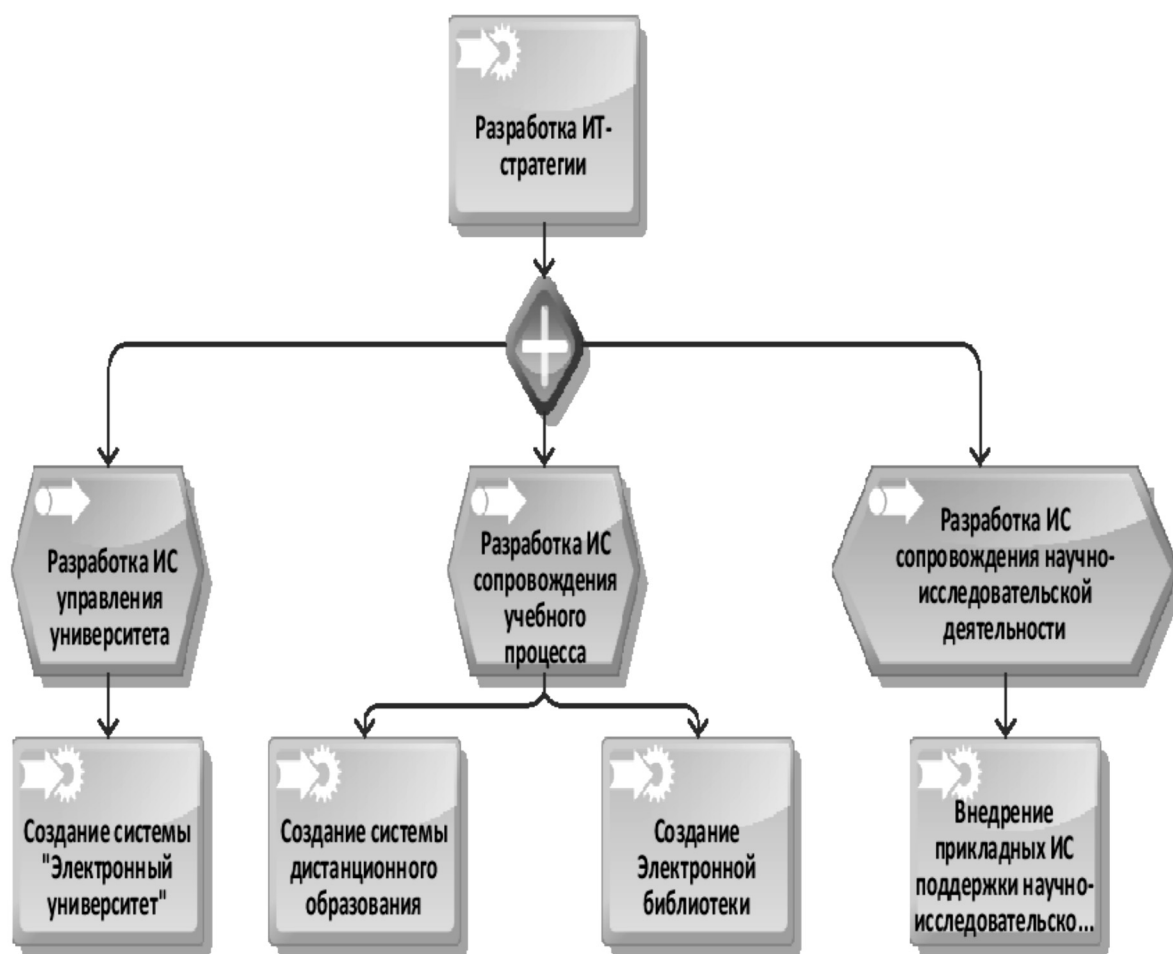 Разработка ИТ-
стратегии
Разработка ИС
управления
университета
Разработка ИС
сопровождения
учебного
процесса
Разработка ИС
сопровождения научно-
исследовательской
деятельности
Создание системы
"Электронный
университет"
Создание системы
дистанционного
образования
Создание
Электронной
библиотеки
Внедрение
прикладных ИС
поддержки научно-
исследовательско...